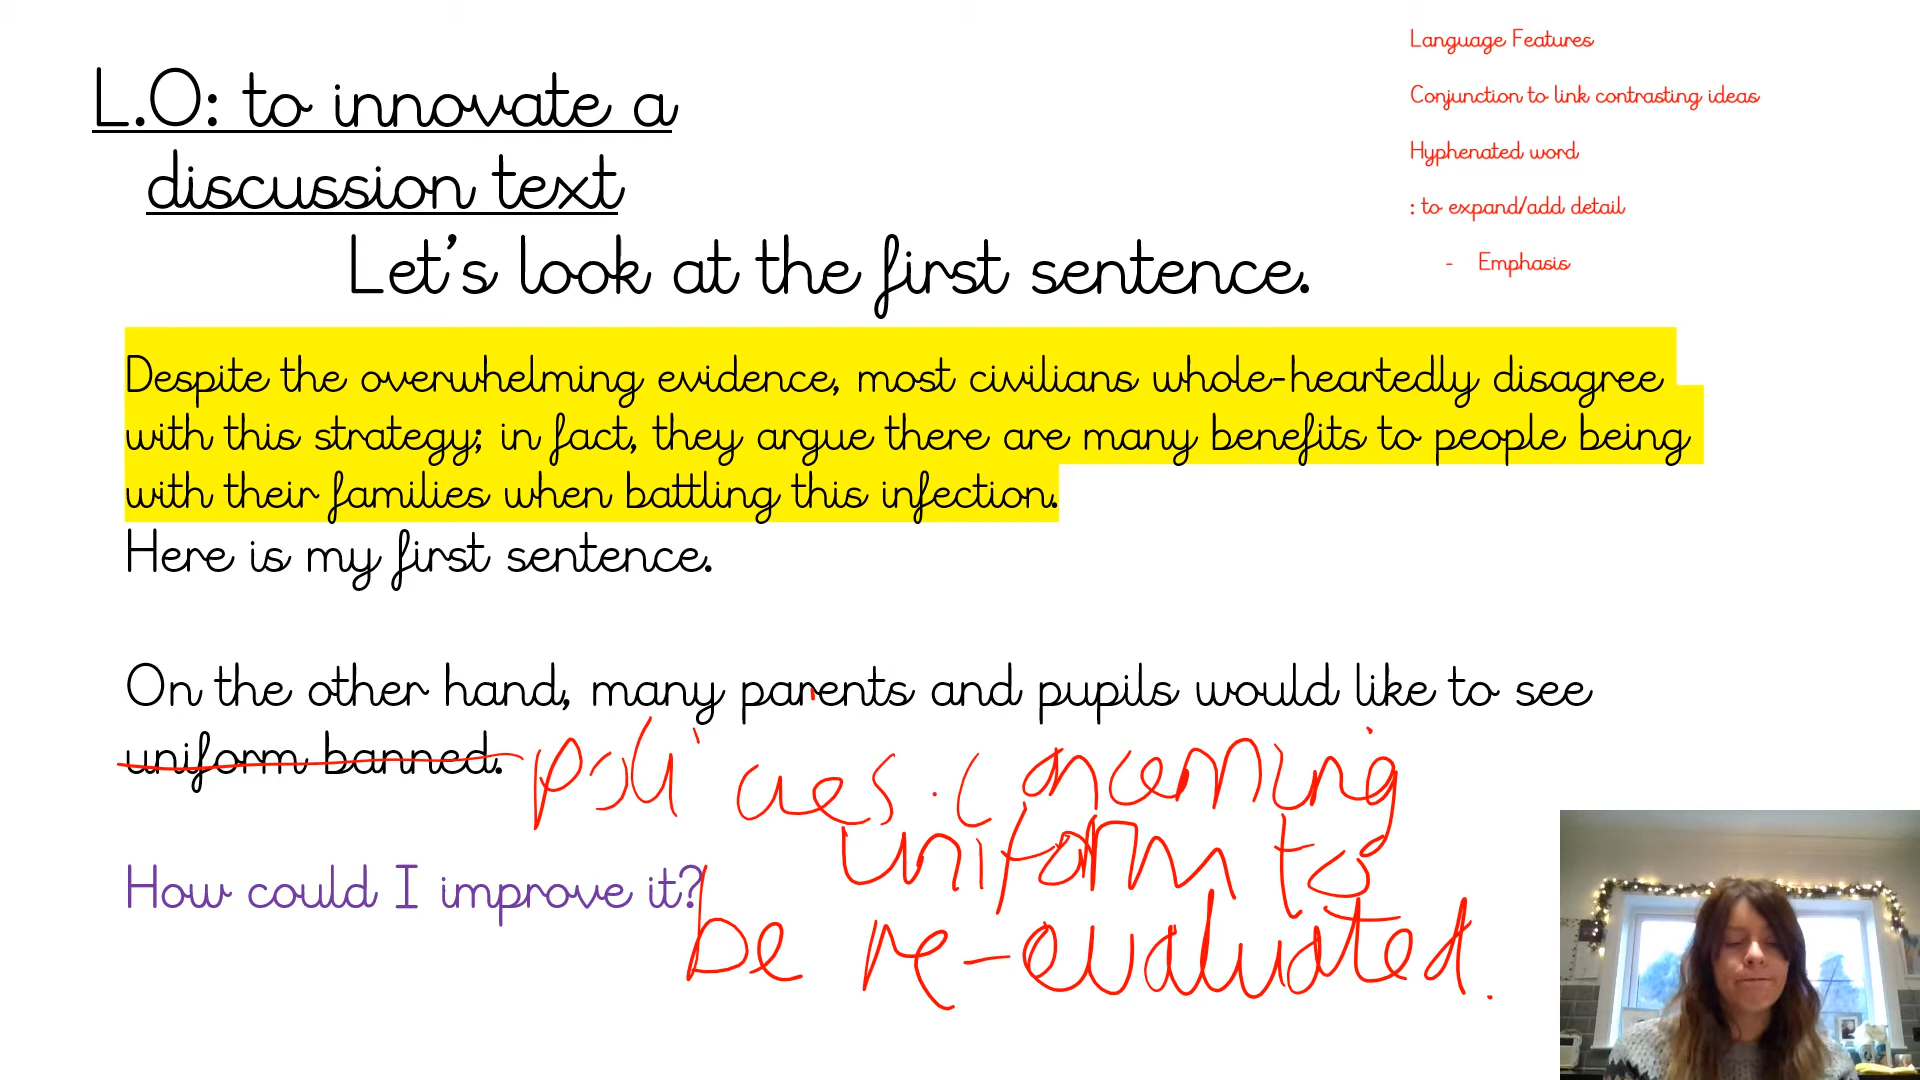 L.O: to innovate a
discussion text
Let's look at the first sentence.
Language Features
Conjunction to link contrasting ideas
Hyphenated word
: to expand/add detail
- Emphasis
Despite the overwhelming evidence, most civilians whole-heartedly disagree
with this strategy; in fact, they argue there are many benefits to people being
with their families when battling this infection.
Here is my first sentence.
On the other hand, many parents and pupils would like to see
uniform banned. policies concerning
uniform to
be re-evaluated.
How could I improve it?